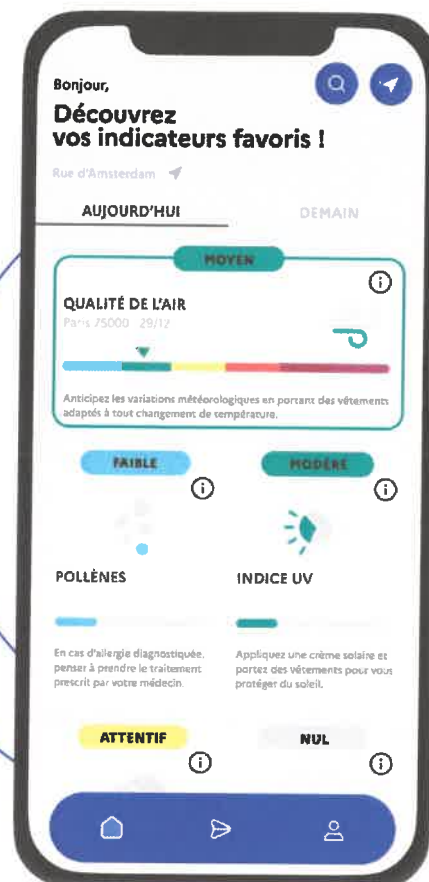 Bonjour,
Découvrez
vos indicateurs favoris !
Rue d'Amsterdam
AUJOURD'HUI
DEMAIN
MOYEN
QUALITÉ DE L'AIR
Paris 75000 - 29/12
Anticipez les variations météorologiques en portant des vêtements
adaptés à tout changement de température.
FAIBLE
MODÉRÉ
POLLÈNES
INDICE UV
En cas d'allergie diagnostiquée,
penser à prendre le traitement
prescrit par votre médecin.
Appliquez une crème solaire et
portez des vêtements pour vous
protéger du soleil.
ATTENTIF
NUL